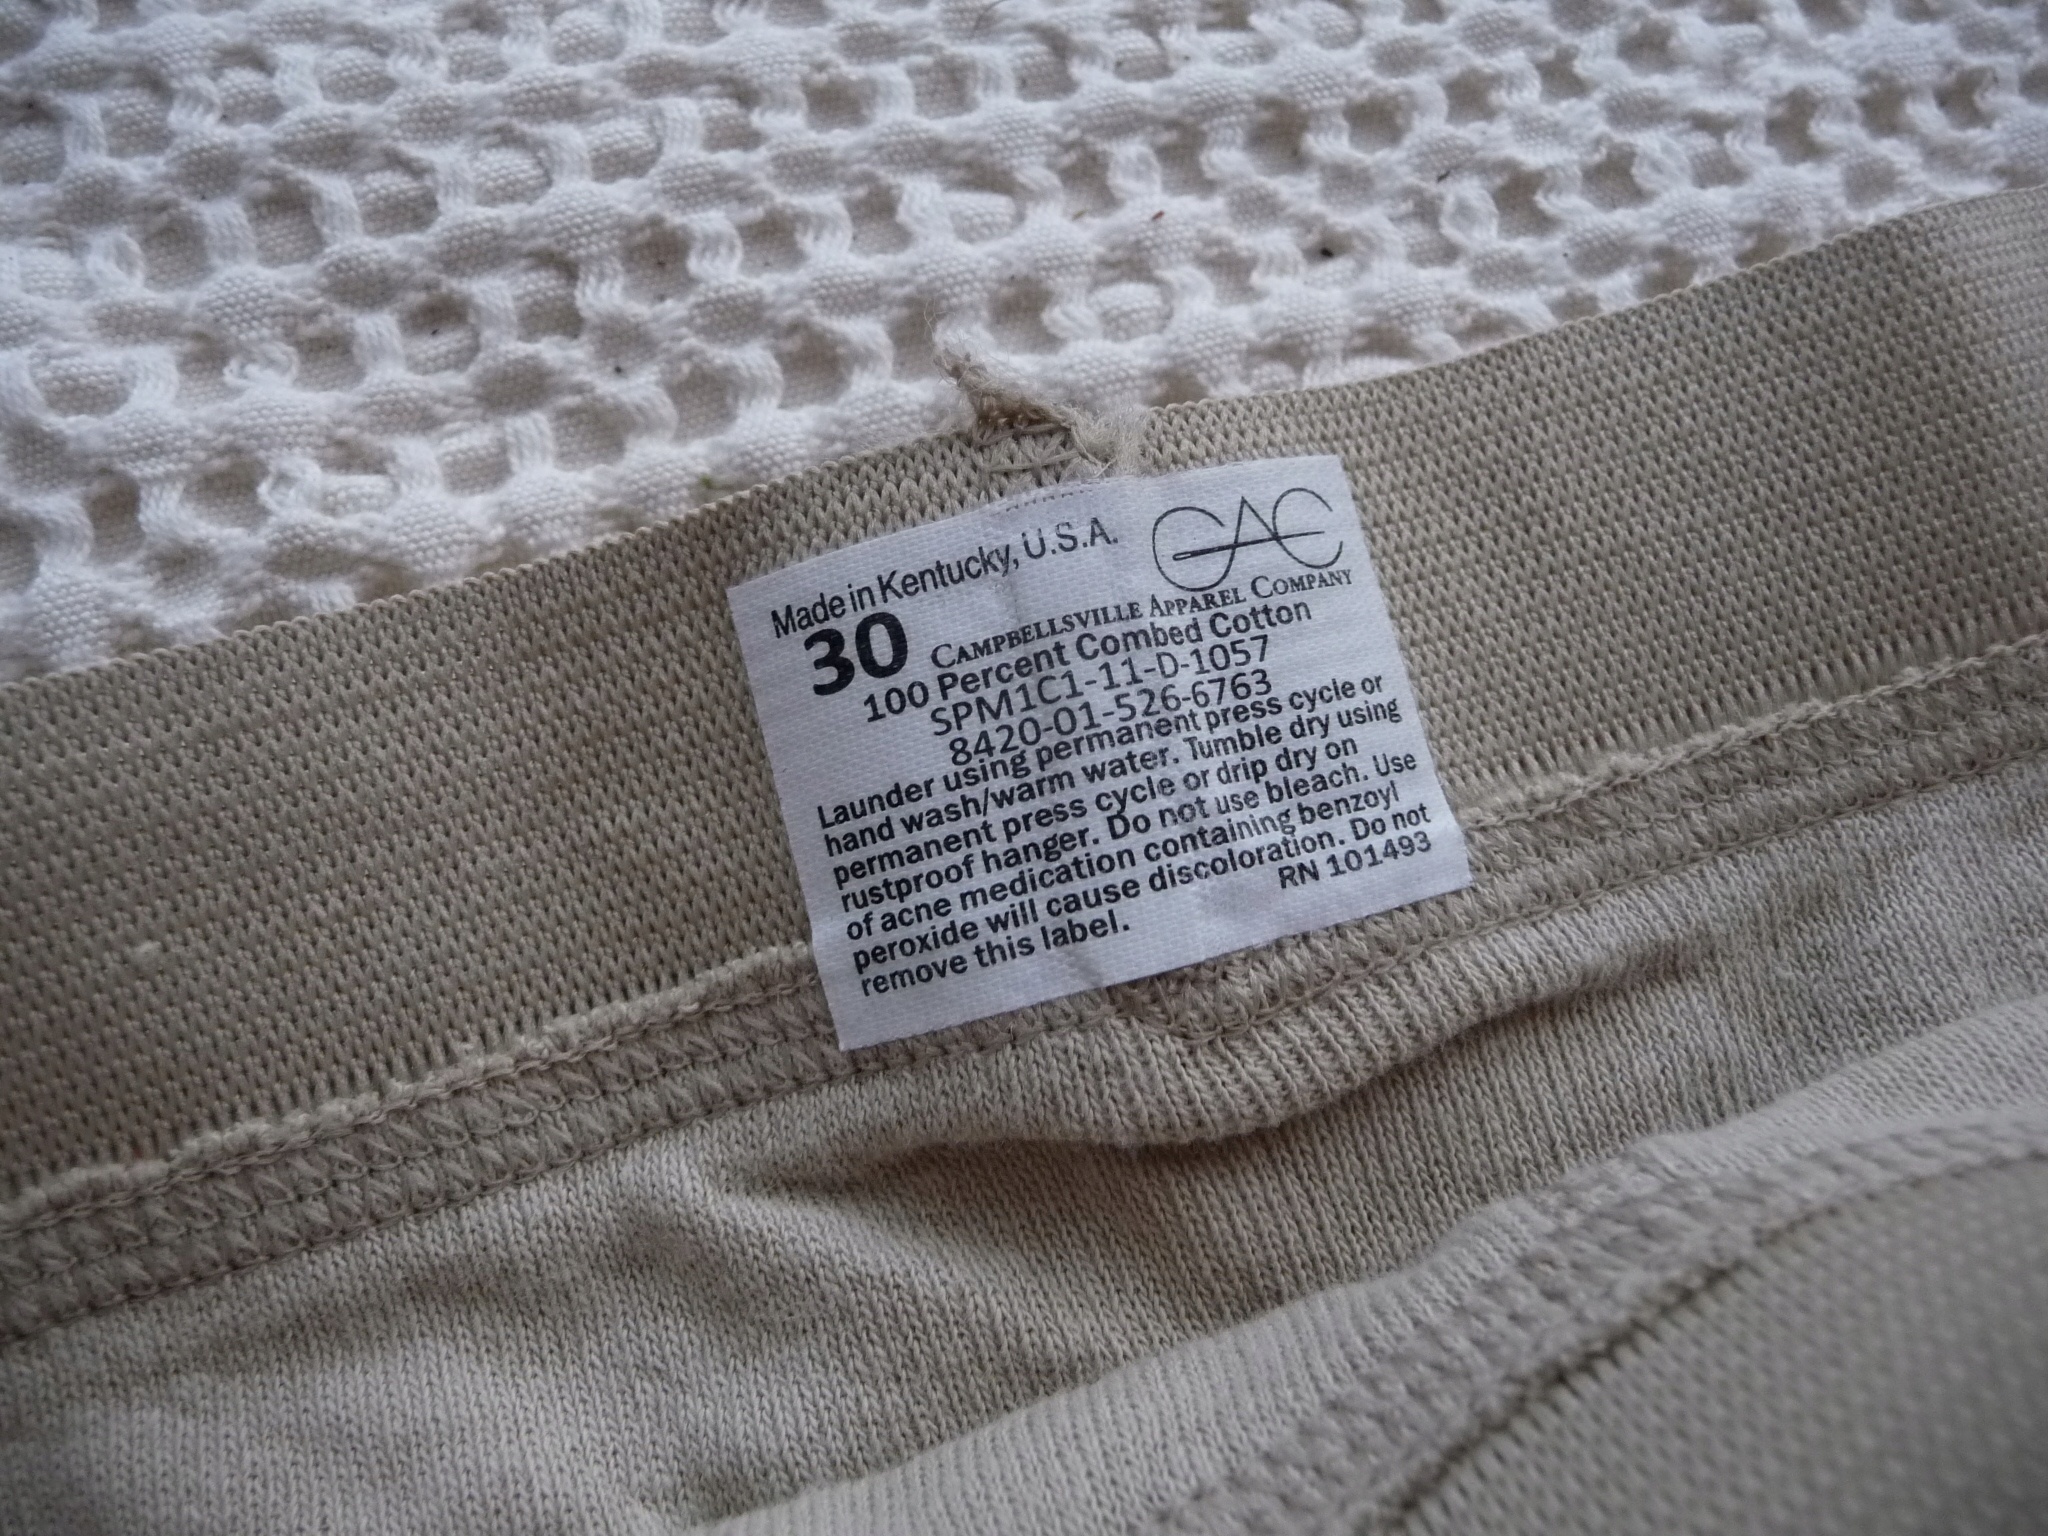 Made in Kentucky, U.S.A.
CAC
30 CAMPBELLSVILLE APPAREL COMPANY
100 Percent Combed Cotton
SPM1C1-11-D-1057
8420-01-526-6763
Launder using permanent press cycle or
hand wash/warm water. Tumble dry using
permanent press cycle or drip dry on
rustproof hanger. Do not use bleach. Use
of acne medication containing benzoyl
peroxide will cause discoloration. Do not
remove this label.
RN 101493